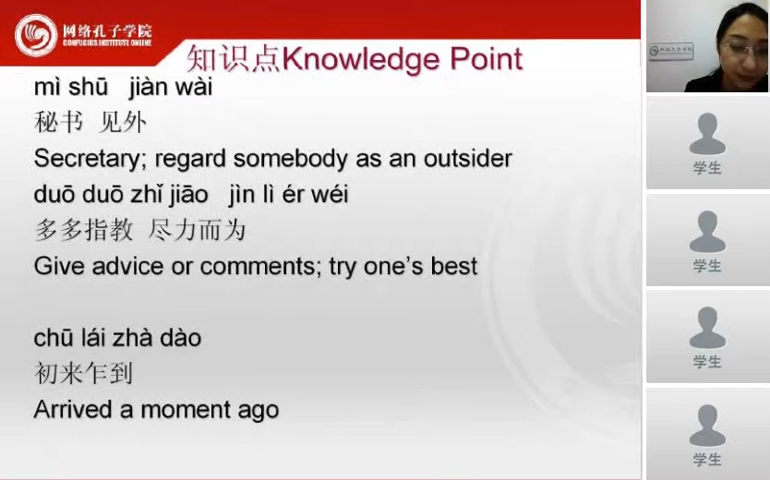 网络孔子学院
CONFUCIUS INSTITUTE ONLINE
知识点Knowledge Point
mì shū jiàn wài
秘书 见外
Secretary; regard somebody as an outsider
duō duō zhǐ jiāo jìn lì ér wéi
多多指教 尽力而为
Give advice or comments; try one's best
chū lái zhà dào
初来乍到
Arrived a moment ago
学生
学生
学生
学生